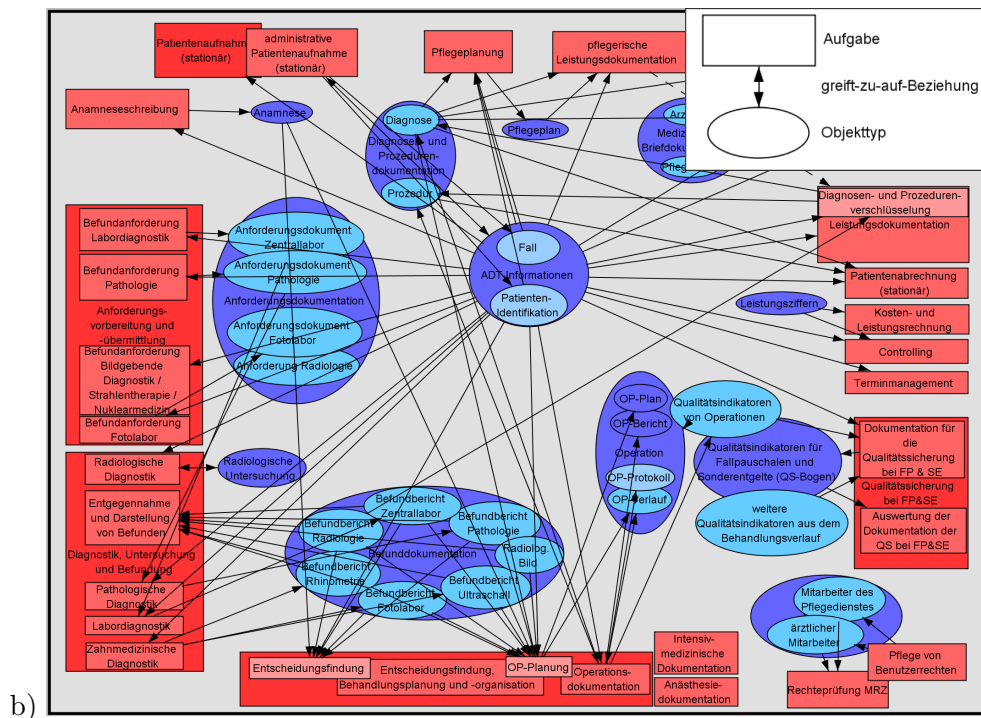 Patientenaufnahme
(stationär)
administrative
Patientenaufnahme
(stationär)
Pflegeplanung
pflegerische
Leistungsdokumentation
Aufgabe
greift-zu-auf-Beziehung
Objekttyp
Anamneseschreibung
Anamnese
Diagnose
Diagnosen- und
Prozeduren-
dokumentation
Prozedur
Pflegeplan
Briefdoku
Diagnosen- und Prozeduren-
verschlüsselung
Leistungsdokumentation
Befundanforderung
Labordiagnostik
Befundanforderung
Pathologie
Anforderungs-
vorbereitung und
-übermittlung
Befundanforderung
Bildgebende
Diagnostik /
Strahlentherapie /
Nuklearmedizin
Befundanforderung
Fotolabor
Anforderungsdokument
Zentrallabor
Anforderungsdokument
Pathologie
Anforderungsdokumentation
Anforderungsdokument
Fotolabor
Anforderung Radiologie
Fall
ADT-Informationen
Patienten-
Identifikation
Patientenabrechnung
(stationär)
Leistungsziffern
Kosten- und
Leistungsrechnung
Controlling
Terminmanagement
OP-Plan
OP-Bericht
Operation
OP-Protokoll
OP-Verlauf
Qualitätsindikatoren
von Operationen
Qualitätsindikatoren für
Fallpauschalen und
Sonderentgelte (QS-Bogen)
weitere
Qualitätsindikatoren aus dem
Behandlungsverlauf
Dokumentation für
die
Qualitätssicherung
bei FP & SE
Qualitätssicherung
bei FP&SE
Auswertung der
Dokumentation der
QS bei FP&SE
Radiologische
Diagnostik
Radiologische
Untersuchung
Entgegennahme
und Darstellung
von Befunden
Diagnostik, Untersuchung
und Befundung
Pathologische
Diagnostik
Labordiagnostik
Zahnmedizinische
Diagnostik
Befundbericht
Zentrallabor
Befundbericht
Radiologie
Befundbericht
Pathologie
Befunddokumentation
Radiolog.
Bild
Befundbericht
Rhinometrie
Befundbericht
Fotolabor
Befundbericht
Ultraschall
Mitarbeiter des
Pflegedienstes
ärztlicher
Mitarbeiter
Pflege von
Benutzerrechten
Rechteprüfung MRZ
Entscheidungsfindung
Entscheidungsfindung,
Behandlungsplanung und -organisation
OP-Planung
Operations-
dokumentation
Intensiv-
medizinische
Dokumentation
Anästhesie-
dokumentation
b)